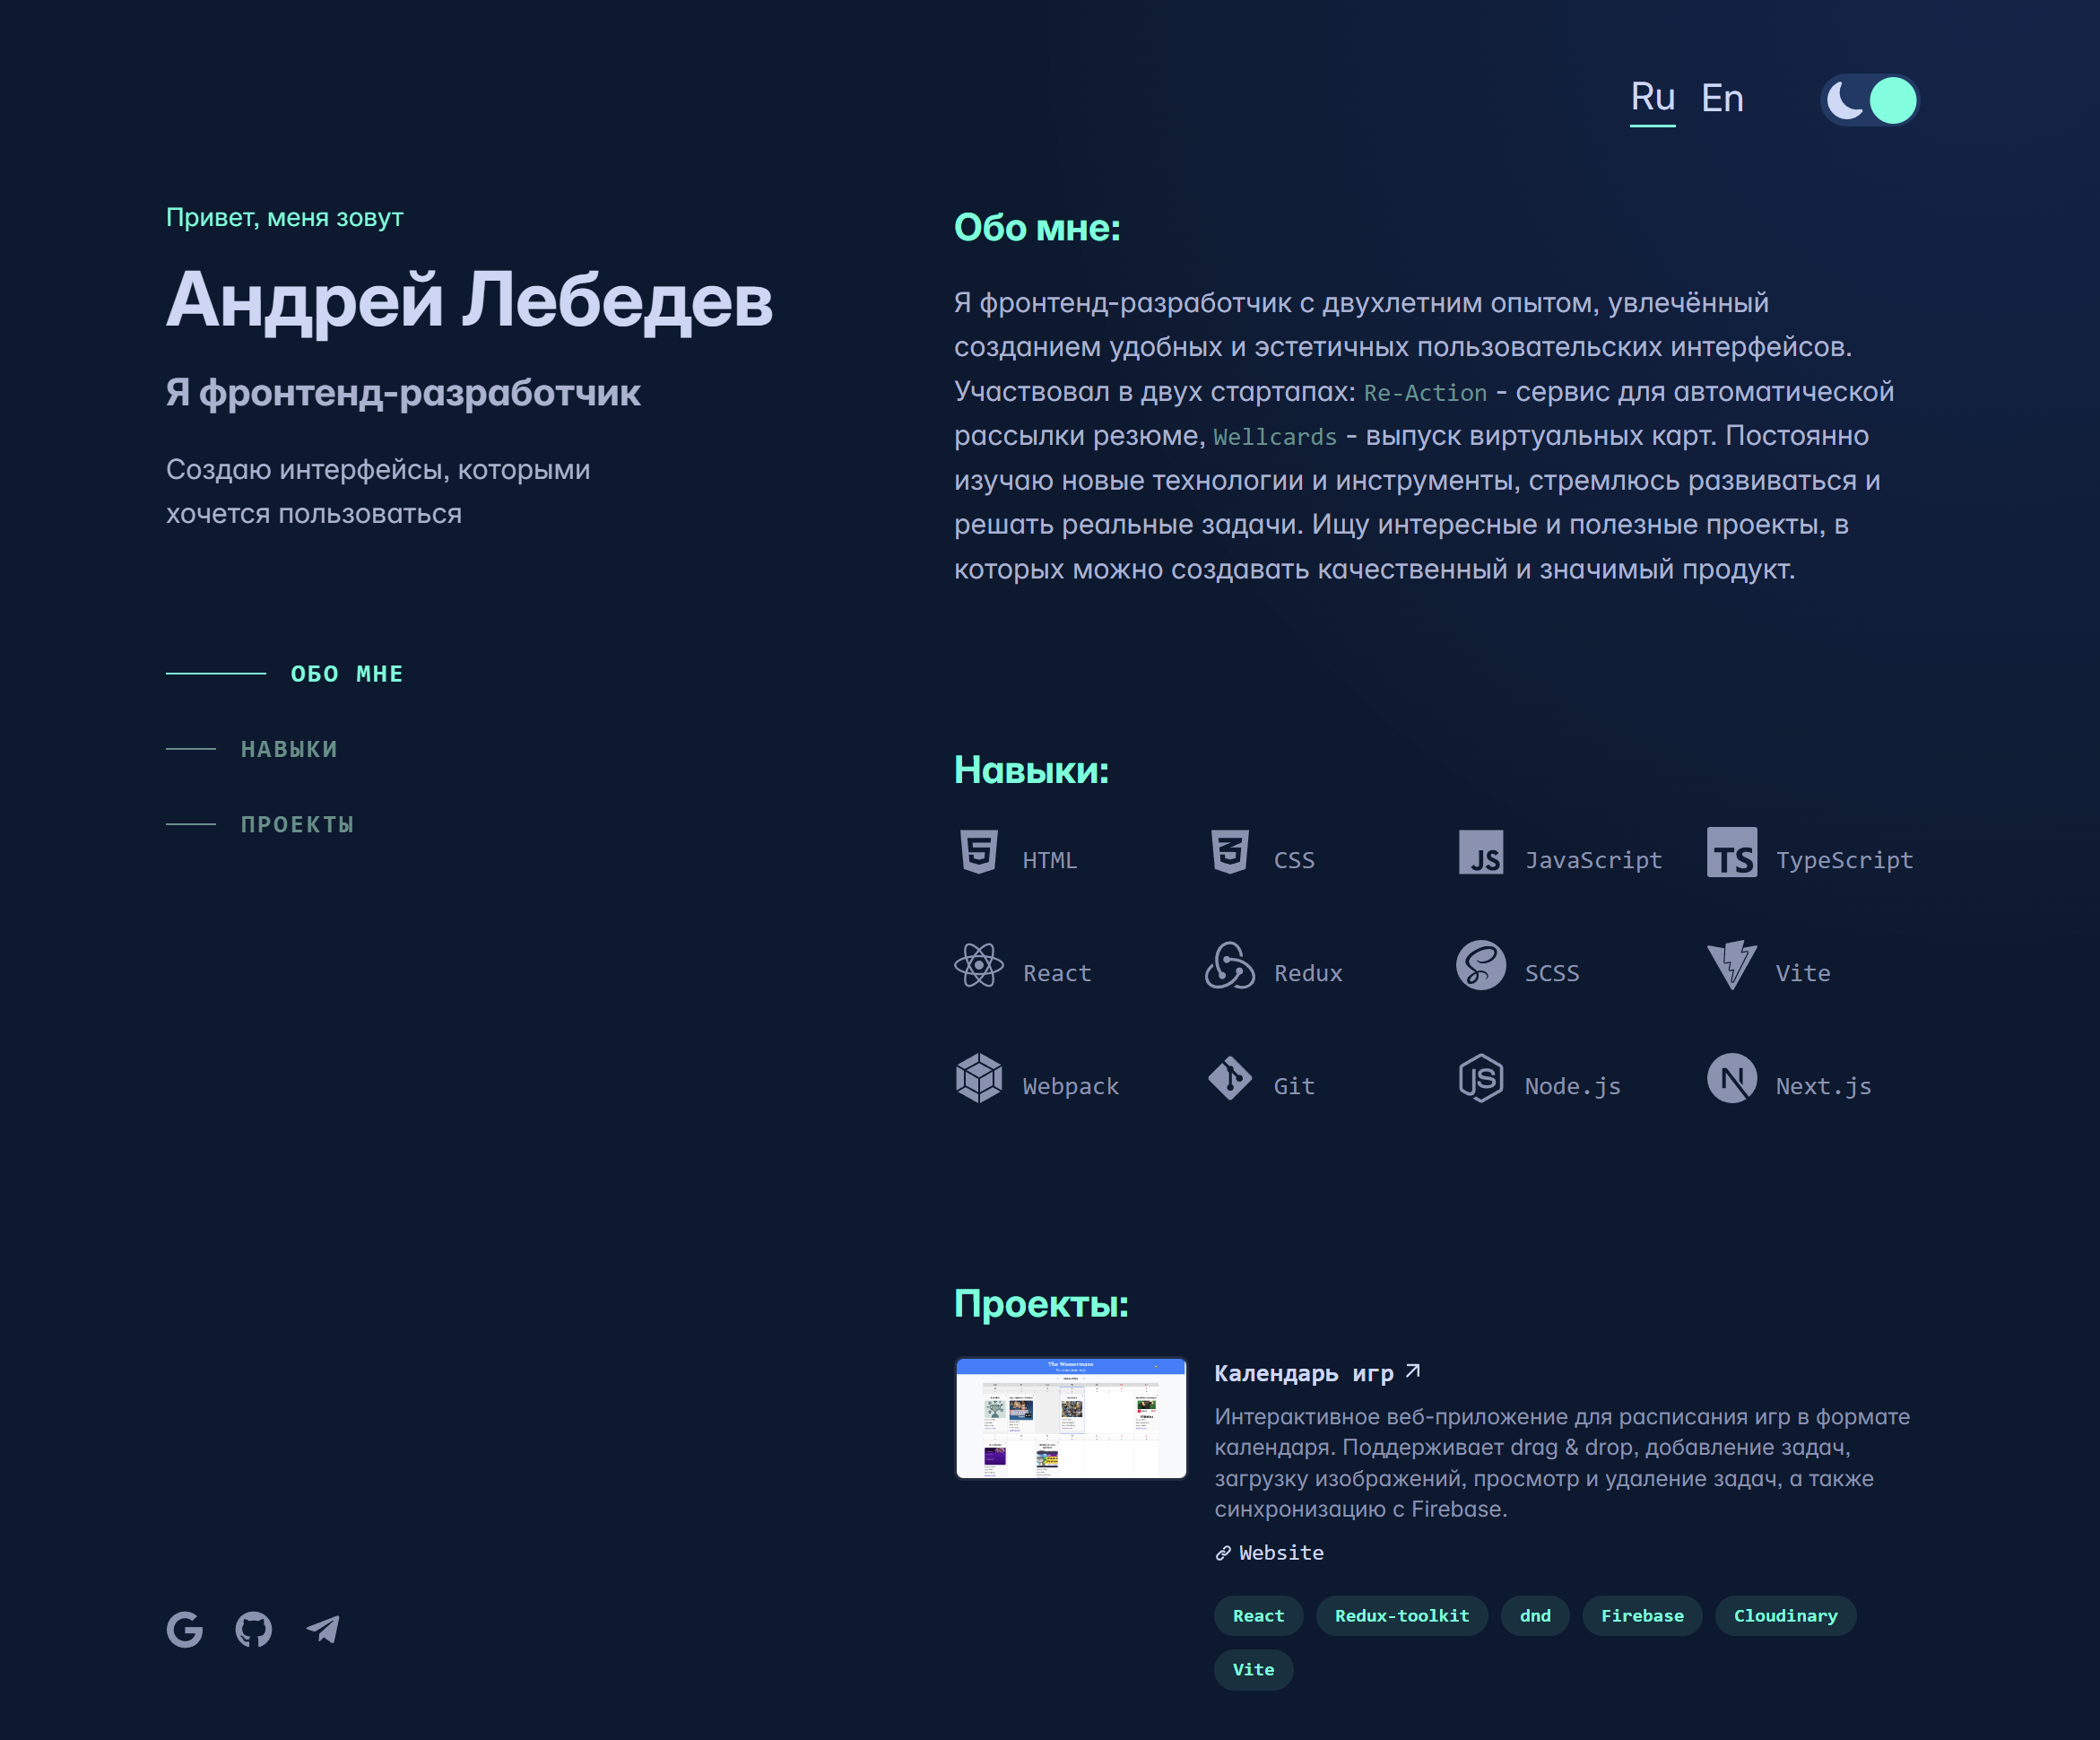 Ru En
Привет, меня зовут
Андрей Лебедев
Я фронтенд-разработчик
Создаю интерфейсы, которыми
хочется пользоваться
ОБО МНЕ
НАВЫКИ
ПРОЕКТЫ
Обо мне:
Я фронтенд-разработчик с двухлетним опытом, увлечённый
созданием удобных и эстетичных пользовательских интерфейсов.
Участвовал в двух стартапах: Re-Action - сервис для автоматической
рассылки резюме, Wellcards - выпуск виртуальных карт. Постоянно
изучаю новые технологии и инструменты, стремлюсь развиваться и
решать реальные задачи. Ищу интересные и полезные проекты, в
которых можно создавать качественный и значимый продукт.
Навыки:
HTML CSS JavaScript TypeScript
React Redux SCSS Vite
Webpack Git Node.js Next.js
Проекты:
The Wassermans
Календарь игр
Интерактивное веб-приложение для расписания игр в формате
календаря. Поддерживает drag & drop, добавление задач,
загрузку изображений, просмотр и удаление задач, а также
синхронизацию с Firebase.
Website
React Redux-toolkit dnd Firebase Cloudinary
Vite